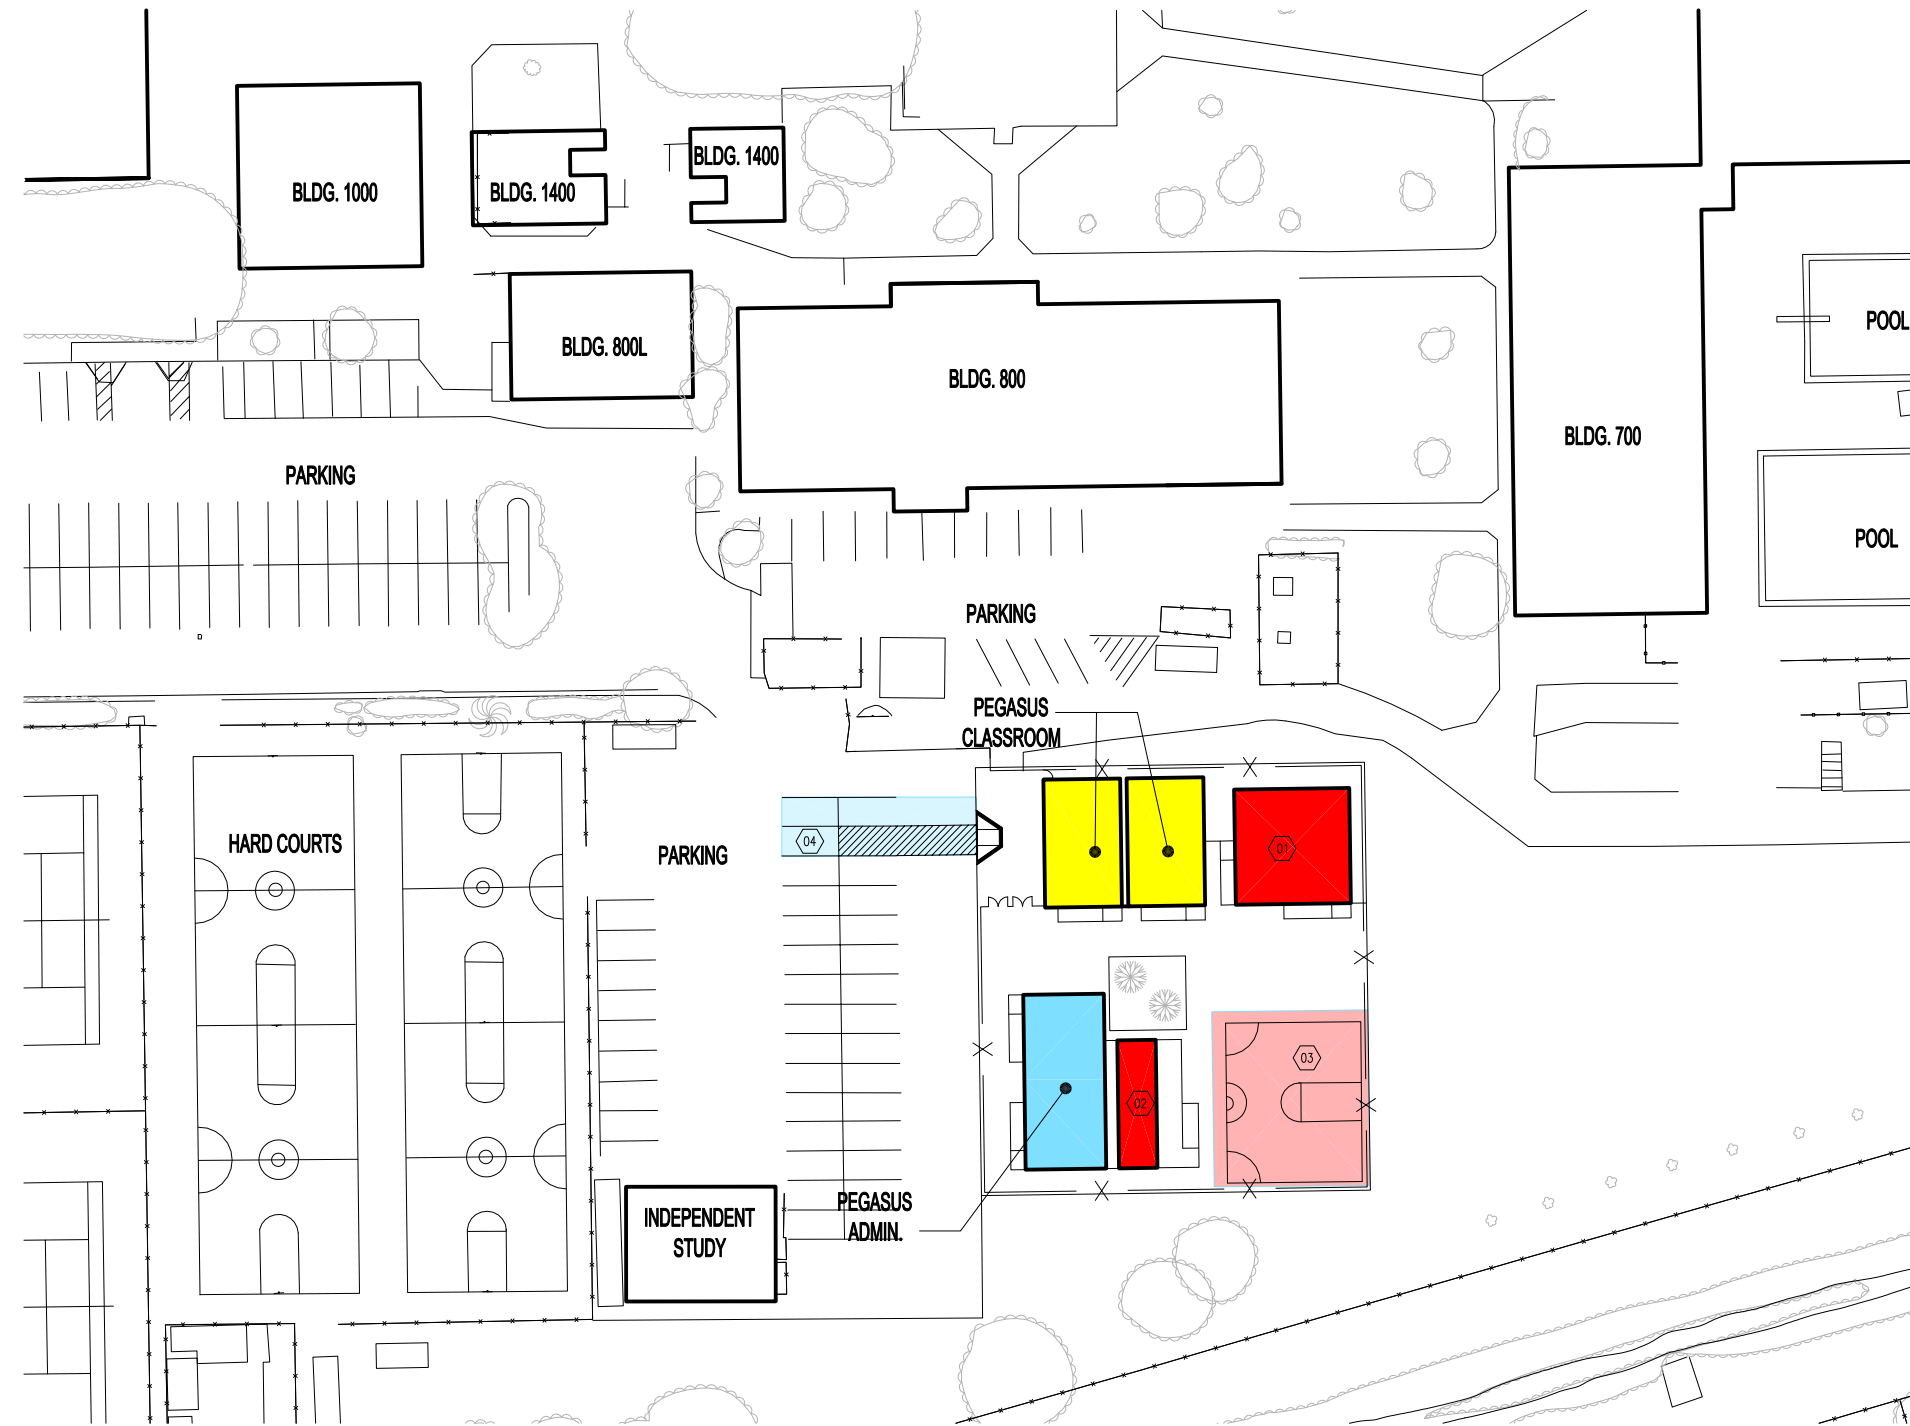 BLDG. 1400
BLDG. 1000
BLDG. 1400
POOL
BLDG. 800L
BLDG. 800
BLDG. 700
PARKING
POOL
PARKING
PEGASUS
CLASSROOM
HARD COURTS
04
PARKING
01
03
02
PEGASUS
ADMIN.
INDEPENDENT
STUDY